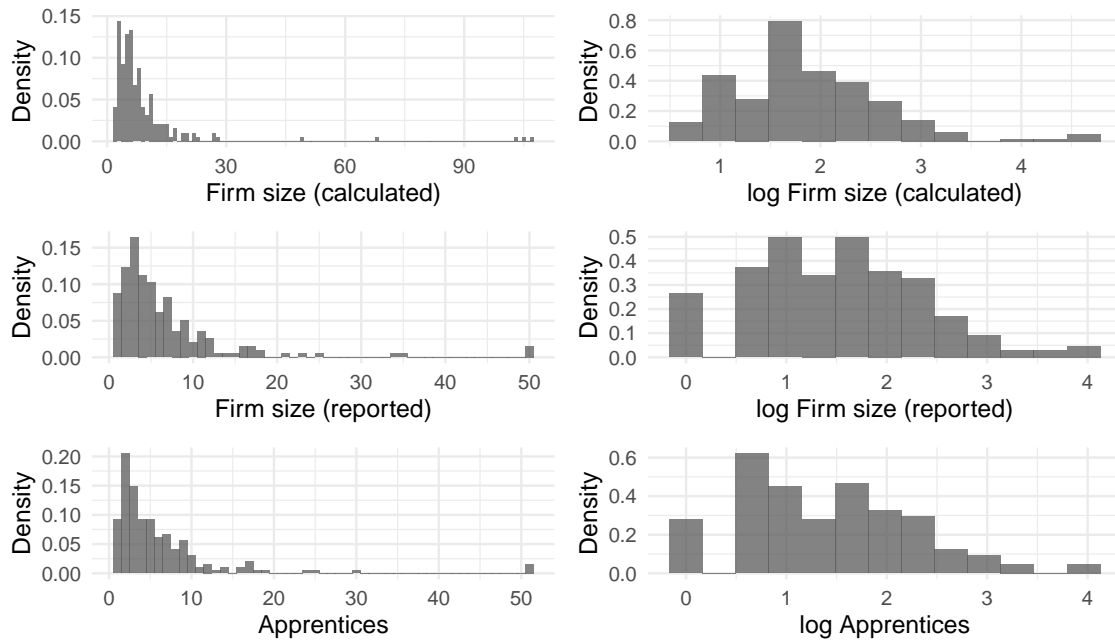 Density
0.15
0.10
0.05
0.00
0 30 60 90
Firm size (calculated)
Density
0.8
0.6
0.4
0.2
0.0
1 2 3 4
log Firm size (calculated)
Density
0.15
0.10
0.05
0.00
0 10 20 30 40 50
Firm size (reported)
Density
0.5
0.4
0.3
0.2
0.1
0.0
0 1 2 3 4
log Firm size (reported)
Density
0.20
0.15
0.10
0.05
0.00
0 10 20 30 40 50
Apprentices
Density
0.6
0.4
0.2
0.0
0 1 2 3 4
log Apprentices